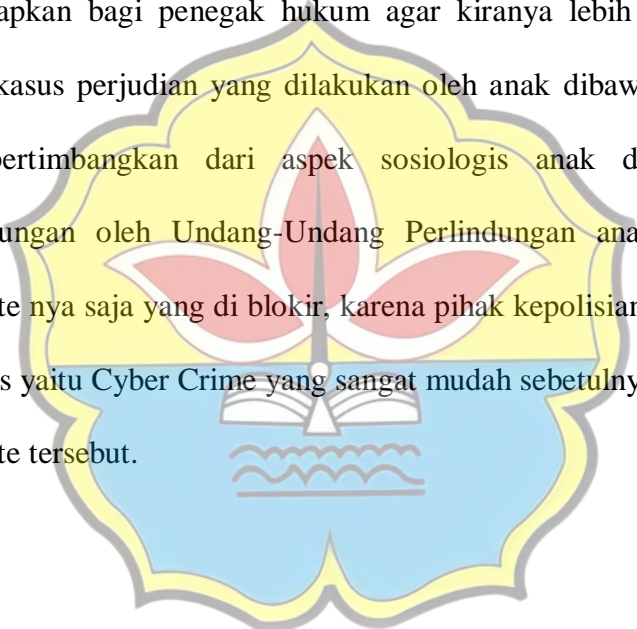 apkan bagi penegak hukum agar kiranya lebih
kasus perjudian yang dilakukan oleh anak dibaw
pertimbangkan dari aspek sosiologis anak d
ungan oleh Undang-Undang Perlindungan ana
te nya saja yang di blokir, karena pihak kepolisian
s yaitu Cyber Crime yang sangat mudah sebetulny
te tersebut.